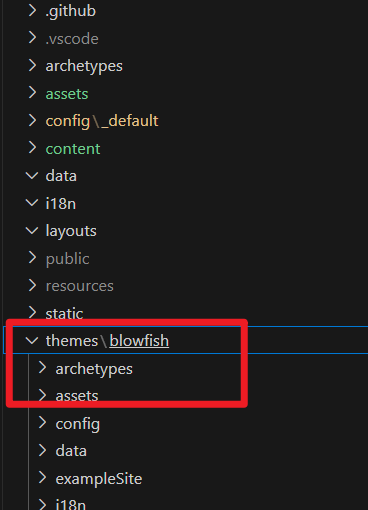 .github
.vscode
archetypes
assets
config\_default
content
data
i18n
layouts
public
resources
static
themes\blowfish
archetypes
assets
config
data
exampleSite
i18n